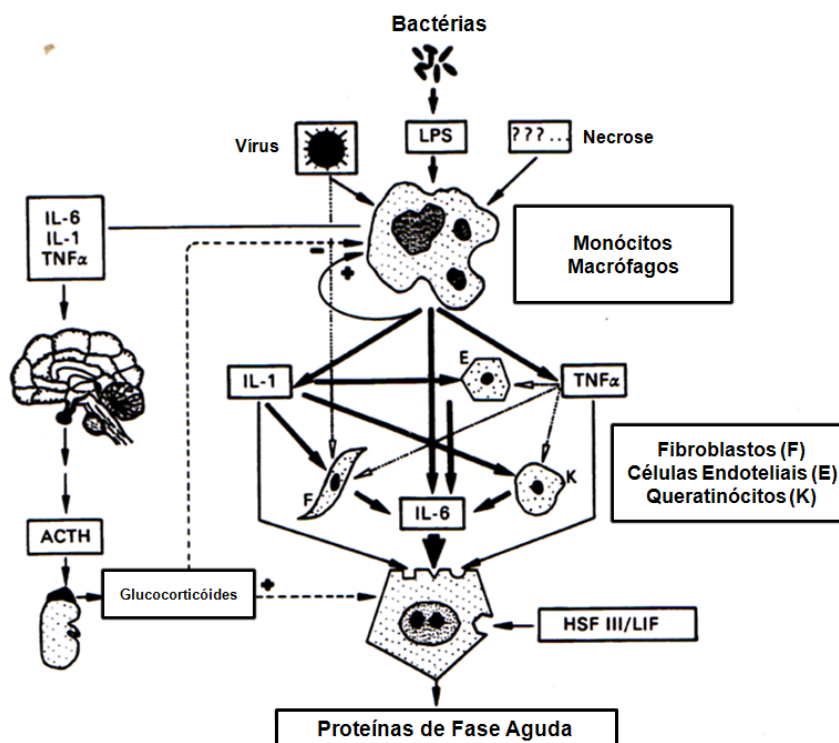 Bactérias
Vírus
LPS
???...
Necrose
IL-6
IL-1
TNFα
Monócitos
Macrófagos
−
+
E
IL-1
TNFα
Fibroblastos (F)
Células Endoteliais (E)
Queratinócitos (K)
F
K
IL-6
ACTH
Glucocorticóides
+
HSF III/LIF
Proteínas de Fase Aguda